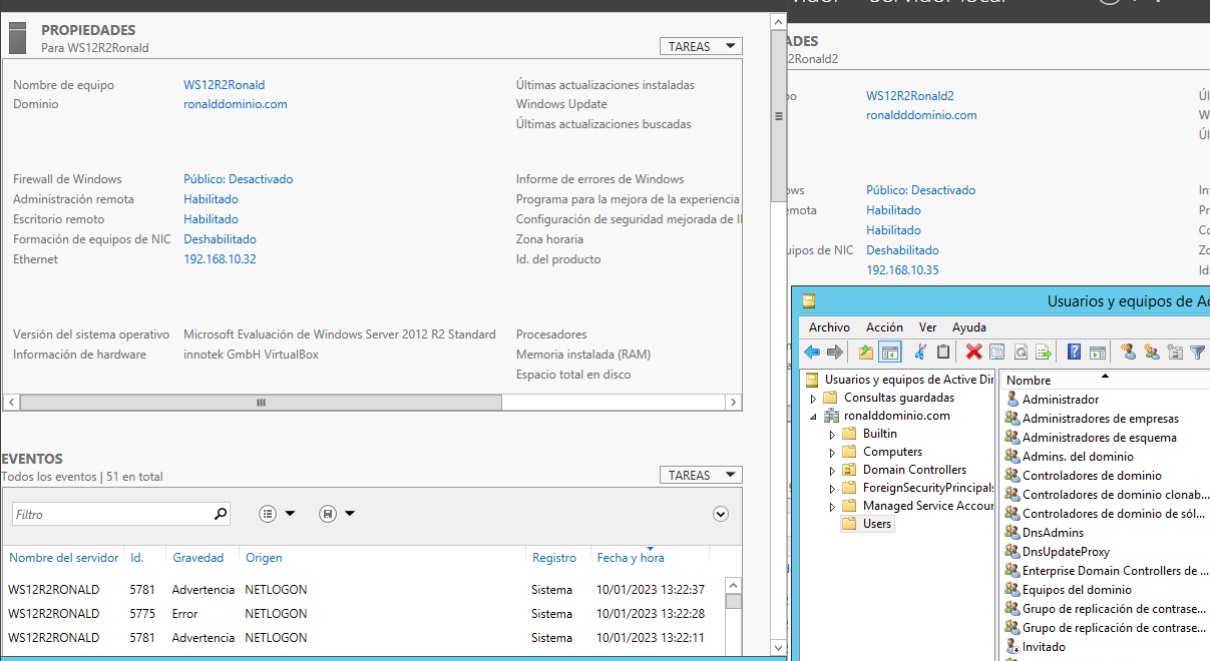 PROPIEDADES
Para WS12R2Ronald
TAREAS
Nombre de equipo WS12R2Ronald Últimas actualizaciones instaladas
Dominio ronalddominio.com Windows Update
Últimas actualizaciones buscadas
Firewall de Windows Público: Desactivado Informe de errores de Windows
Administración remota Habilitado Programa para la mejora de la experiencia
Escritorio remoto Habilitado Configuración de seguridad mejorada de
Formación de equipos de NIC Deshabilitado Zona horaria
Ethernet 192.168.10.32 Id. del producto
Versión del sistema operativo Microsoft Evaluación de Windows Server 2012 R2 Standard Procesadores
Información de hardware innotek GmbH VirtualBox Memoria instalada (RAM)
Espacio total en disco
EVENTOS
Todos los eventos | 51 en total
TAREAS
Filtro
Nombre del servidor Id. Gravedad Origen Registro Fecha y hora
WS12R2RONALD 5781 Advertencia NETLOGON Sistema 10/01/2023 13:22:37
WS12R2RONALD 5775 Error NETLOGON Sistema 10/01/2023 13:22:28
WS12R2RONALD 5781 Advertencia NETLOGON Sistema 10/01/2023 13:22:11
ADES
2Ronald2
po WS12R2Ronald2
ronaldddominio.com
ows Público: Desactivado
emota Habilitado
Habilitado
uipos de NIC Deshabilitado
192.168.10.35
Usuarios y equipos de Ac
Archivo Acción Ver Ayuda
Usuarios y equipos de Active Dir
Consultas guardadas
ronalddominio.com
Builtin
Computers
Domain Controllers
ForeignSecurityPrincipals
Managed Service Accour
Users
Nombre
Administrador
Administradores de empresas
Administradores de esquema
Admins. del dominio
Controladores de dominio
Controladores de dominio clonab...
Controladores de dominio de sól...
DnsAdmins
DnsUpdateProxy
Enterprise Domain Controllers de ...
Equipos del dominio
Grupo de replicación de contrase...
Grupo de replicación de contrase...
Invitado